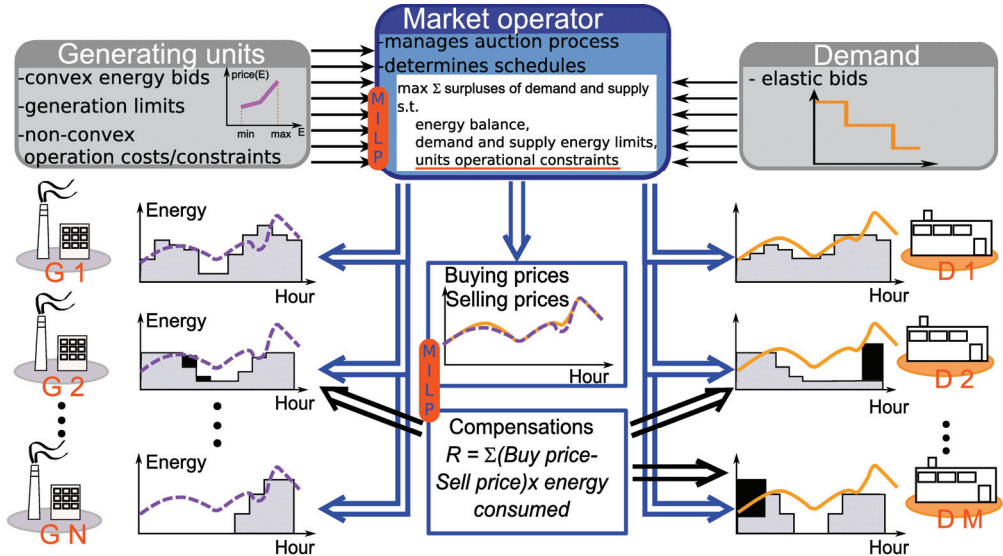 Market operator
-manages auction process
-determines schedules
max Σ surpluses of demand and supply
s.t.
energy balance,
demand and supply energy limits,
units operational constraints
MILP
Generating units
-convex energy bids
-generation limits
-non-convex
operation costs/constraints
price(E)
min
max
E
Demand
- elastic bids
Energy
Hour
G 1
Energy
Hour
G 2
Energy
Hour
G N
Buying prices
Selling prices
Hour
MILP
Compensations
R = Σ(Buy price-
Sell price)x energy
consumed
Hour
D 1
Hour
D 2
Hour
D M